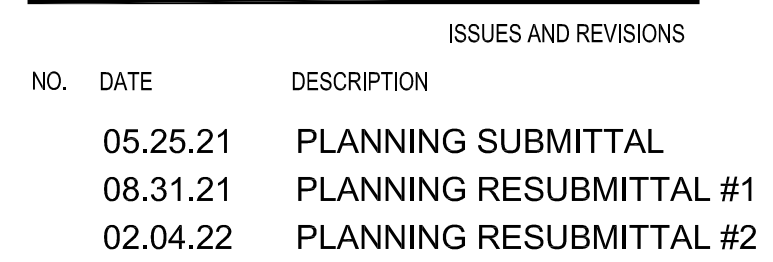 ISSUES AND REVISIONS
NO. DATE DESCRIPTION
05.25.21 PLANNING SUBMITTAL
08.31.21 PLANNING RESUBMITTAL #1
02.04.22 PLANNING RESUBMITTAL #2